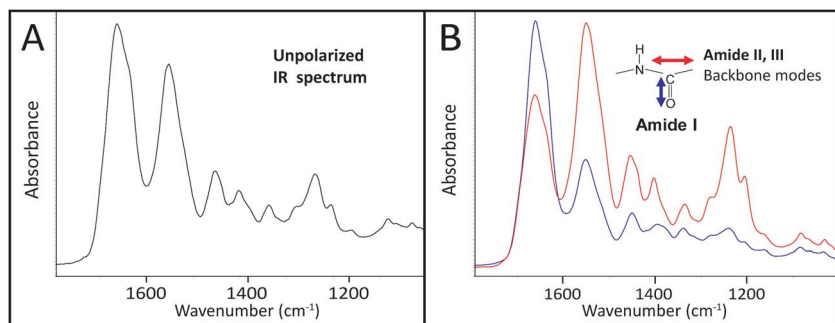 A
Unpolarized
IR spectrum
Absorbance
1600
1400
1200
Wavenumber (cm⁻¹)
B
H
N
C
O
Amide II, III
Backbone modes
Amide I
Absorbance
1600
1400
1200
Wavenumber (cm⁻¹)